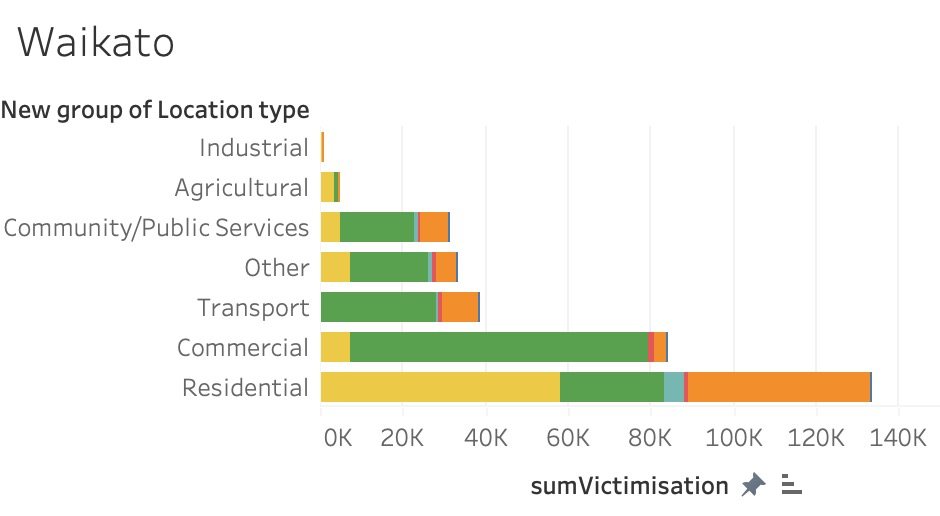 Waikato
New group of Location type
Industrial
Agricultural
Community/Public Services
Other
Transport
Commercial
Residential
0K 20K 40K 60K 80K 100K 120K 140K
sumVictimisation